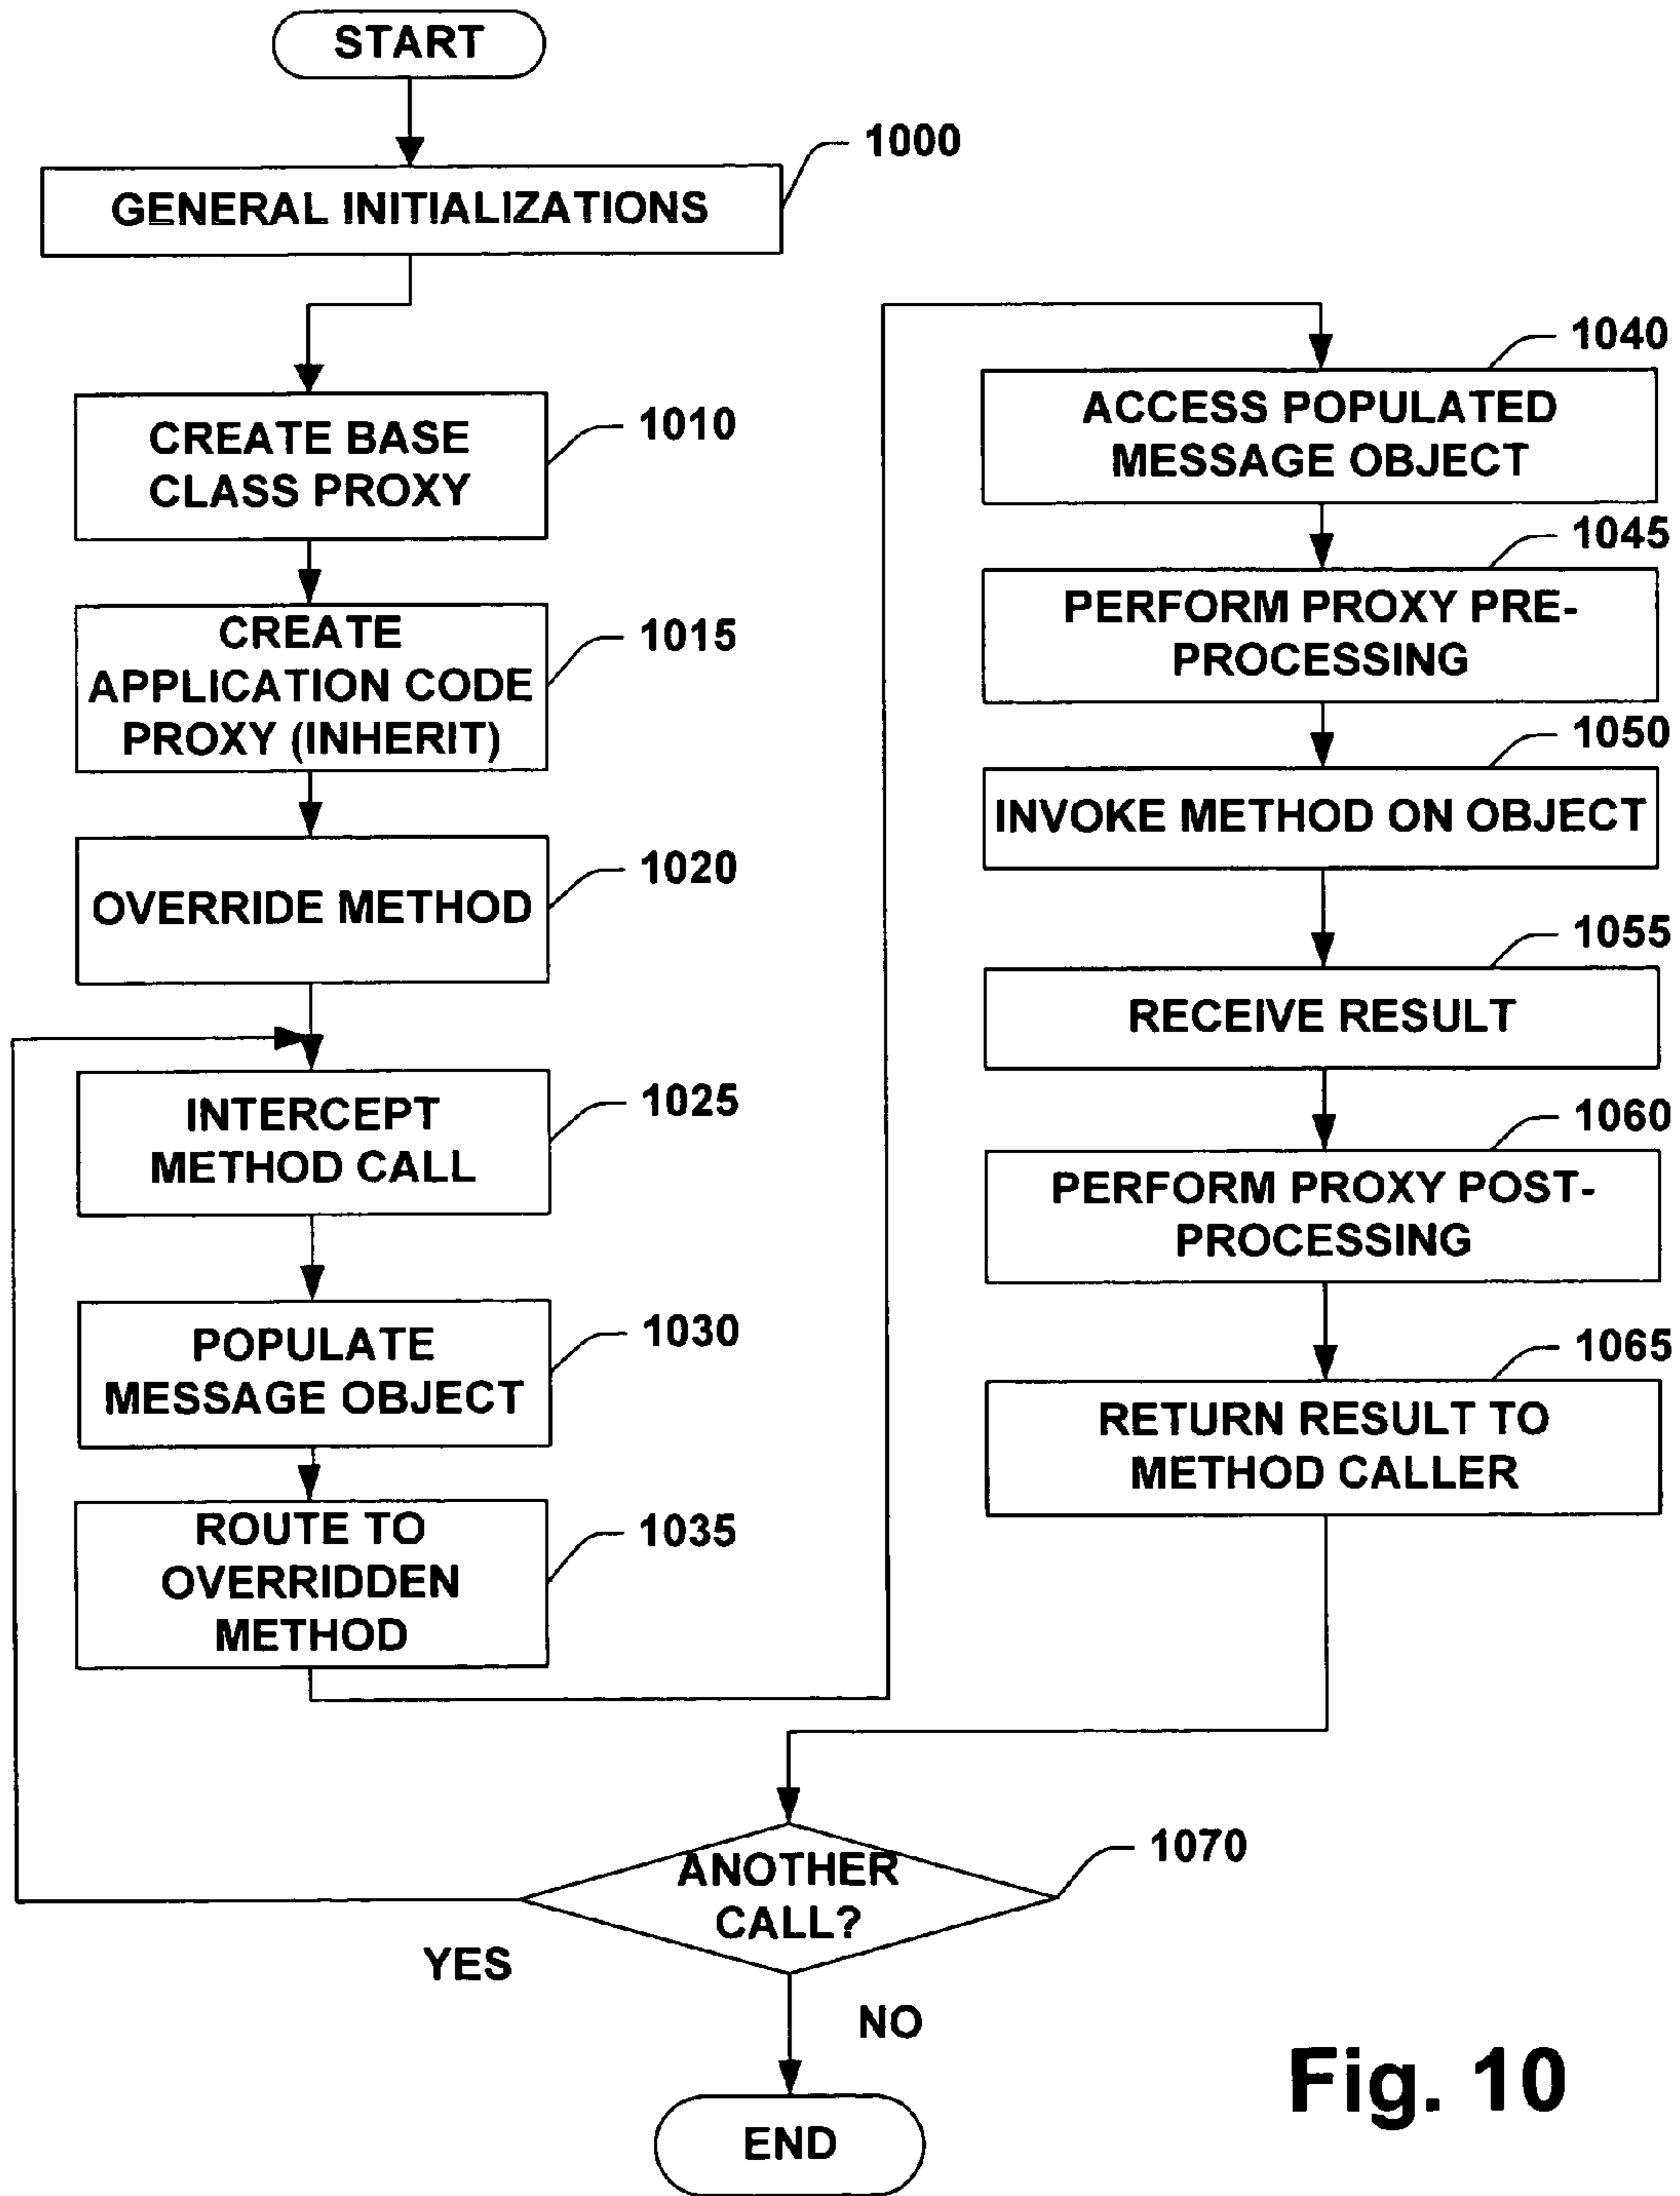 START
1000
GENERAL INITIALIZATIONS
CREATE BASE
CLASS PROXY
1010
CREATE
APPLICATION CODE
PROXY (INHERIT)
1015
OVERRIDE METHOD
1020
INTERCEPT
METHOD CALL
1025
POPULATE
MESSAGE OBJECT
1030
ROUTE TO
OVERRIDDEN
METHOD
1035
1040
ACCESS POPULATED
MESSAGE OBJECT
1045
PERFORM PROXY PRE-
PROCESSING
1050
INVOKE METHOD ON OBJECT
1055
RECEIVE RESULT
1060
PERFORM PROXY POST-
PROCESSING
1065
RETURN RESULT TO
METHOD CALLER
1070
ANOTHER
CALL?
YES
NO
END
Fig. 10